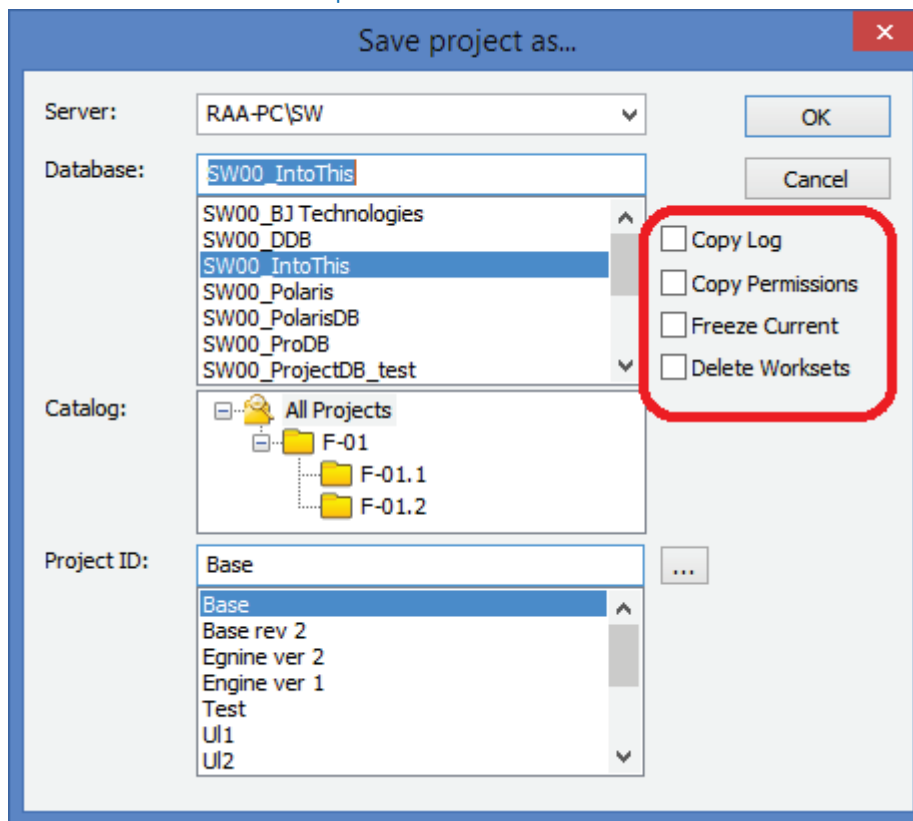 Save project as...
Server:
RAA-PC\SW
OK
Database:
SW00_IntoThis
Cancel
SW00_BJ Technologies
SW00_DDB
SW00_IntoThis
SW00_Polaris
SW00_PolarisDB
SW00_ProDB
SW00_ProjectDB_test
Copy Log
Copy Permissions
Freeze Current
Delete Worksets
Catalog:
All Projects
F-01
F-01.1
F-01.2
Project ID:
Base
...
Base
Base rev 2
Egnine ver 2
Engine ver 1
Test
Ul1
Ul2